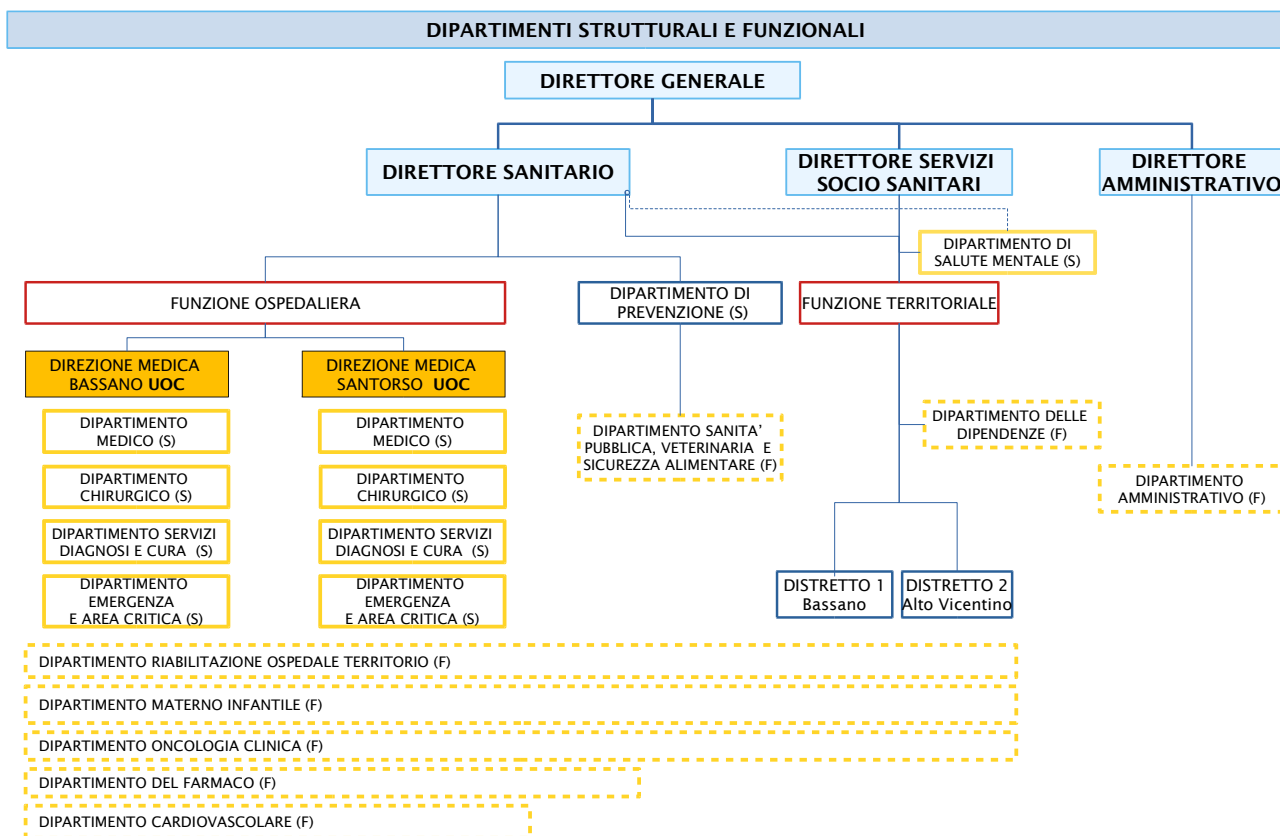 DIPARTIMENTI STRUTTURALI E FUNZIONALI
DIRETTORE GENERALE
DIRETTORE SANITARIO
DIRETTORE SERVIZI
SOCIO SANITARI
DIRETTORE
AMMINISTRATIVO
DIPARTIMENTO DI
SALUTE MENTALE (S)
FUNZIONE OSPEDALIERA
DIPARTIMENTO DI
PREVENZIONE (S)
FUNZIONE TERRITORIALE
DIREZIONE MEDICA
BASSANO UOC
DIREZIONE MEDICA
SANTORSO UOC
DIPARTIMENTO
MEDICO (S)
DIPARTIMENTO
MEDICO (S)
DIPARTIMENTO SANITA’
PUBBLICA, VETERINARIA E
SICUREZZA ALIMENTARE (F)
DIPARTIMENTO DELLE
DIPENDENZE (F)
DIPARTIMENTO
AMMINISTRATIVO (F)
DIPARTIMENTO
CHIRURGICO (S)
DIPARTIMENTO
CHIRURGICO (S)
DIPARTIMENTO SERVIZI
DIAGNOSI E CURA (S)
DIPARTIMENTO SERVIZI
DIAGNOSI E CURA (S)
DIPARTIMENTO
EMERGENZA
E AREA CRITICA (S)
DIPARTIMENTO
EMERGENZA
E AREA CRITICA (S)
DISTRETTO 1
Bassano
DISTRETTO 2
Alto Vicentino
DIPARTIMENTO RIABILITAZIONE OSPEDALE TERRITORIO (F)
DIPARTIMENTO MATERNO INFANTILE (F)
DIPARTIMENTO ONCOLOGIA CLINICA (F)
DIPARTIMENTO DEL FARMACO (F)
DIPARTIMENTO CARDIOVASCOLARE (F)